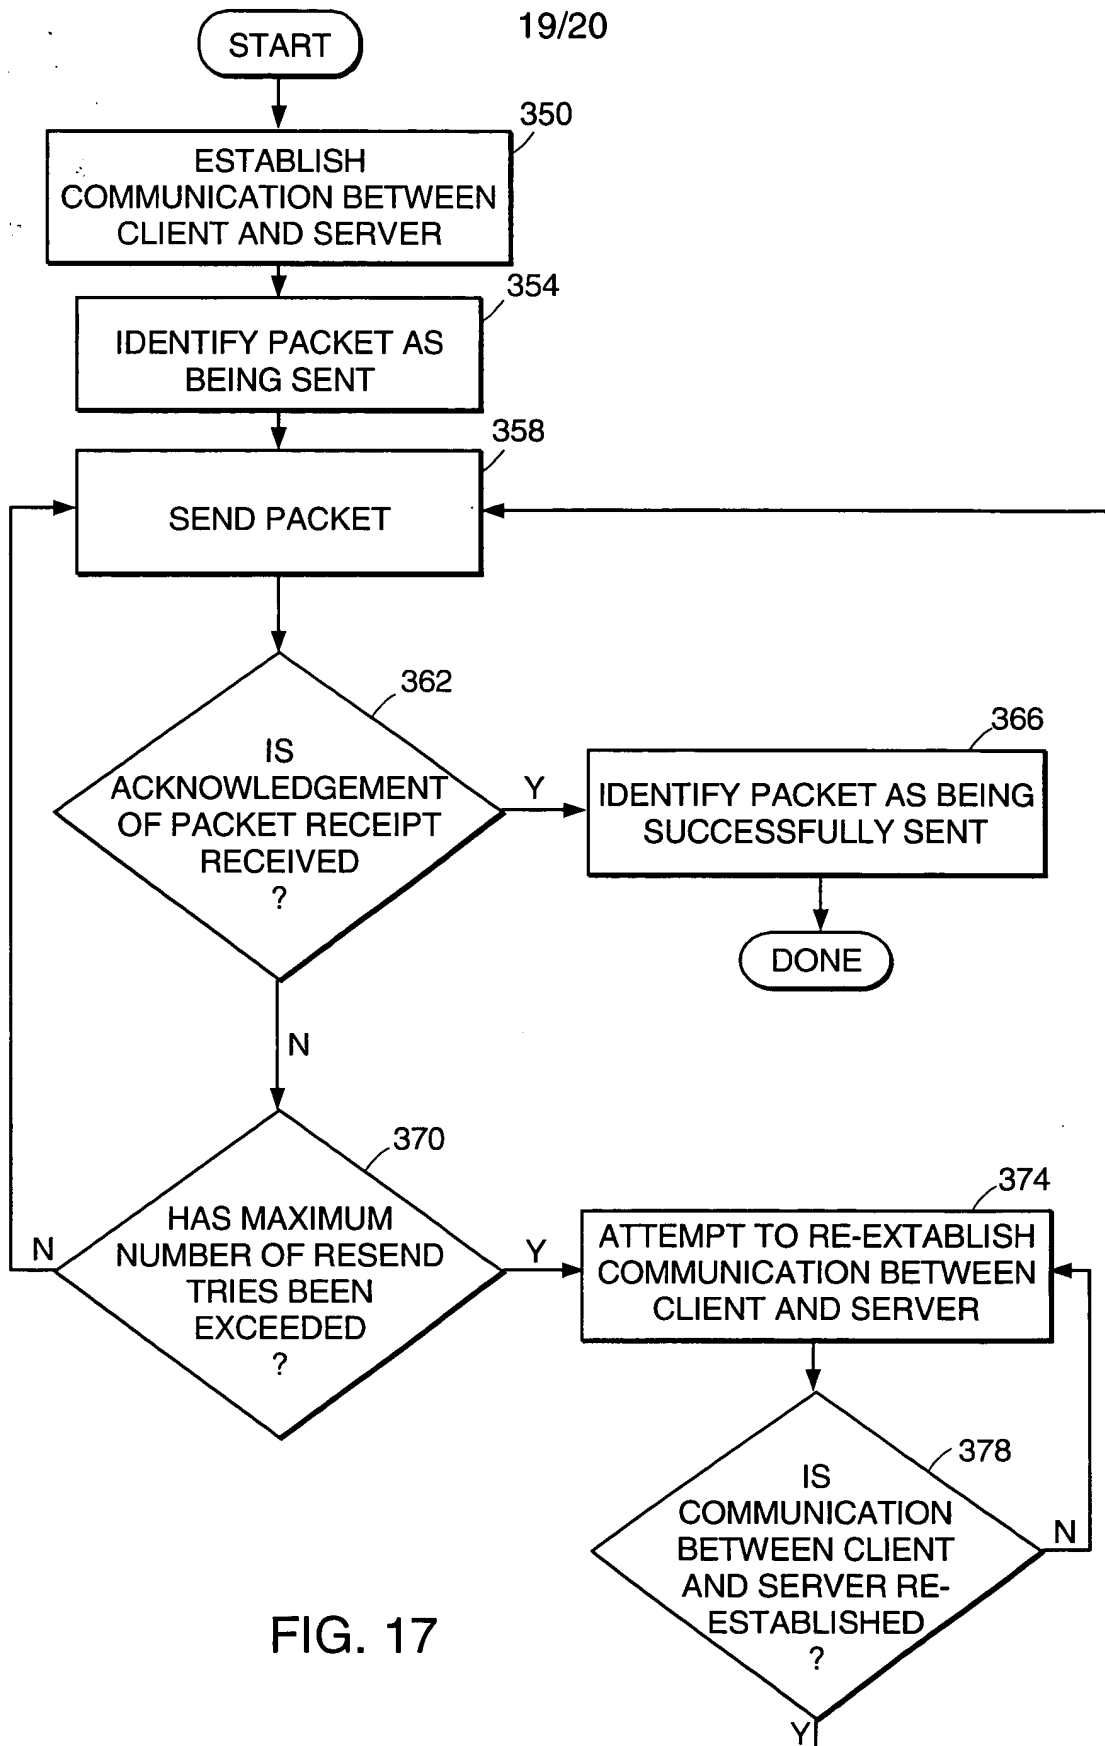 19/20
START
350
ESTABLISH
COMMUNICATION BETWEEN
CLIENT AND SERVER
354
IDENTIFY PACKET AS
BEING SENT
358
SEND PACKET
362
IS
ACKNOWLEDGEMENT
OF PACKET RECEIPT
RECEIVED
?
Y
366
IDENTIFY PACKET AS BEING
SUCCESSFULLY SENT
DONE
N
370
HAS MAXIMUM
NUMBER OF RESEND
TRIES BEEN
EXCEEDED
?
N
Y
374
ATTEMPT TO RE-EXTABLISH
COMMUNICATION BETWEEN
CLIENT AND SERVER
378
IS
COMMUNICATION
BETWEEN CLIENT
AND SERVER RE-
ESTABLISHED
?
N
Y
FIG. 17